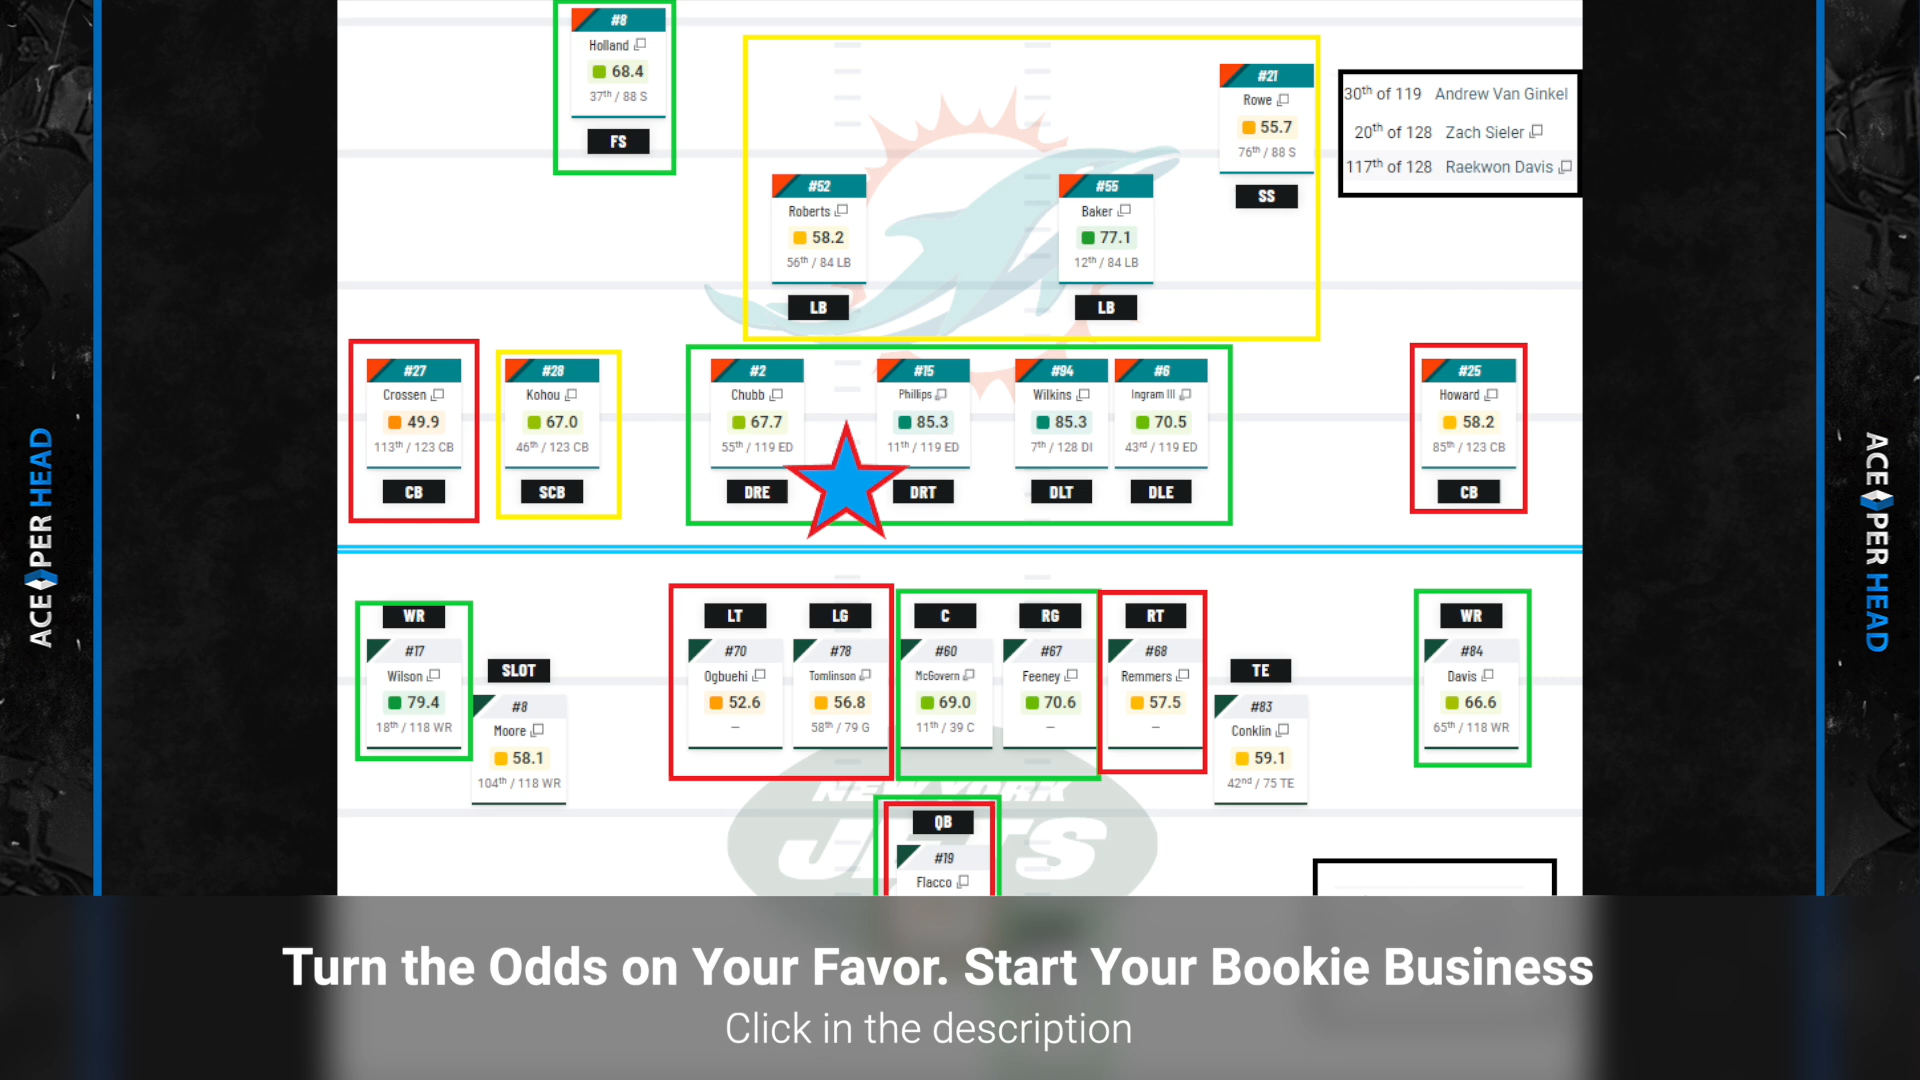 #8
Holland
68.4
37th / 88 S
FS
#21
Rowe
55.7
76th / 88 S
SS
30th of 119 Andrew Van Ginkel
20th of 128 Zach Sieler
117th of 128 Raekwon Davis
#52
Roberts
58.2
56th / 84 LB
LB
#55
Baker
77.1
12th / 84 LB
LB
#27
Crossen
49.9
113th / 123 CB
CB
#28
Kohou
67.0
46th / 123 CB
SCB
#2
Chubb
67.7
55th / 119 ED
DRE
#15
Phillips
85.3
11th / 119 ED
DRT
#94
Wilkins
85.3
7th / 128 DI
DLT
#6
Ingram III
70.5
43rd / 119 ED
DLE
#25
Howard
58.2
85th / 123 CB
CB
WR
#17
Wilson
79.4
18th / 118 WR
SLOT
#8
Moore
58.1
104th / 118 WR
LT
#70
Ogbuehi
52.6
–
LG
#78
Tomlinson
56.8
58th / 79 G
C
#60
McGovern
69.0
11th / 39 C
RG
#67
Feeney
70.6
–
RT
#68
Remmers
57.5
–
TE
#83
Conklin
59.1
42nd / 75 TE
WR
#84
Davis
66.6
65th / 118 WR
NEW YORK
JETS
QB
#19
Flacco
ACE PER HEAD
ACE PER HEAD
Turn the Odds on Your Favor. Start Your Bookie Business
Click in the description